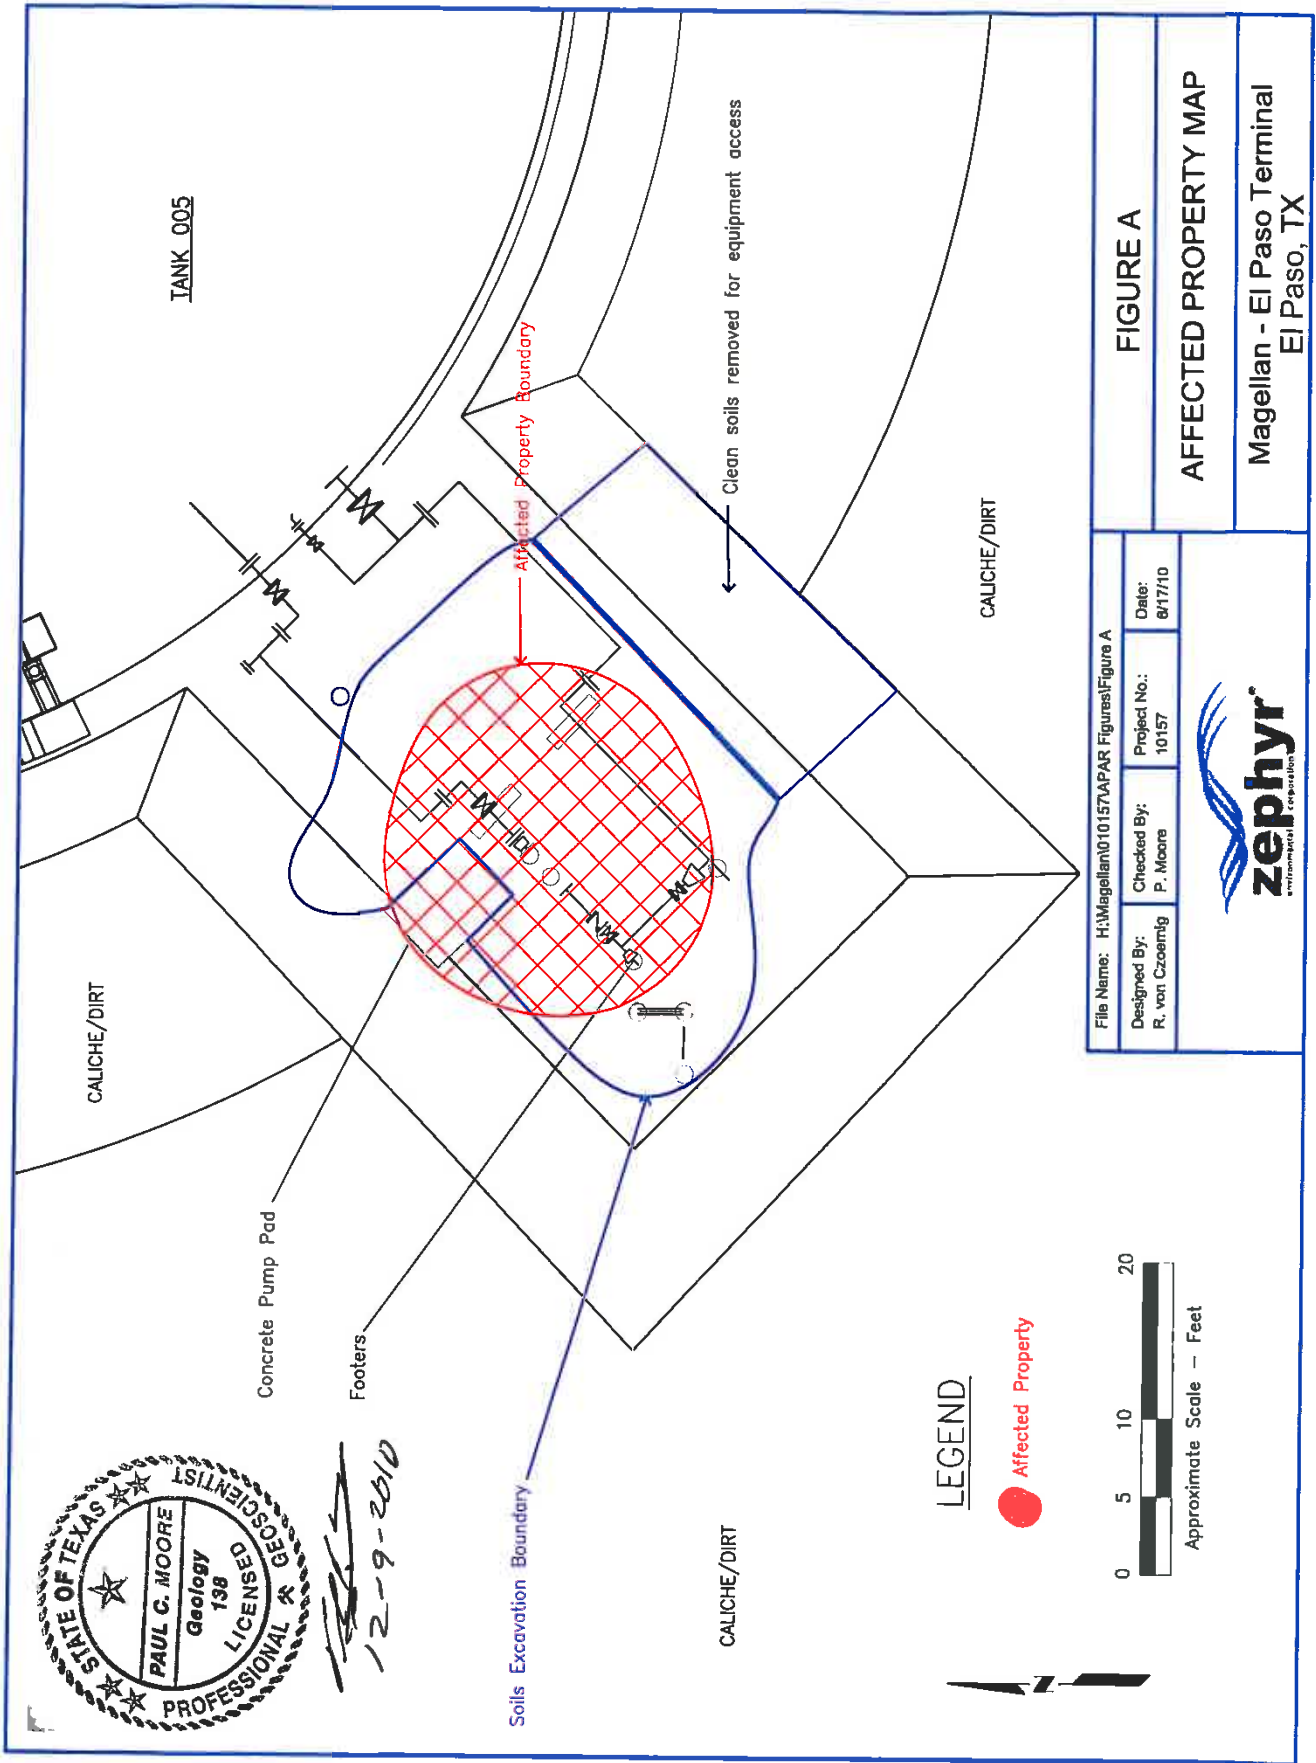 STATE OF TEXAS
PAUL C. MOORE
Geology
138
LICENSED
PROFESSIONAL GEOSCIENTIST
12-9-2010
TANK 005
CALICHE/DIRT
Concrete Pump Pad
Footers
Soils Excavation Boundary
Affected Property Boundary
Clean soils removed for equipment access
CALICHE/DIRT
CALICHE/DIRT
LEGEND
Affected Property
0 5 10 20
Approximate Scale - Feet
N
File Name: H:\Magellan\010157\APAR Figures\Figure A
Designed By:
R. von Czoernig
Checked By:
P. Moore
Project No.:
10157
Date:
8/17/10
zephyr
environmental corporation
FIGURE A
AFFECTED PROPERTY MAP
Magellan - El Paso Terminal
El Paso, TX